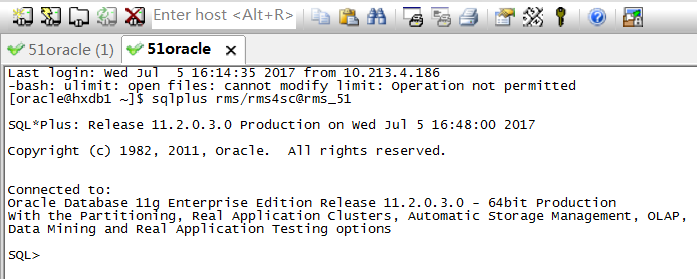 Enter host <Alt+R>
51oracle (1)
51oracle
Last login: Wed Jul  5 16:14:35 2017 from 10.213.4.186
-bash: ulimit: open files: cannot modify limit: Operation not permitted
[oracle@hxdb1 ~]$ sqlplus rms/rms4sc@rms_51
SQL*Plus: Release 11.2.0.3.0 Production on Wed Jul 5 16:48:00 2017
Copyright (c) 1982, 2011, Oracle.  All rights reserved.
Connected to:
Oracle Database 11g Enterprise Edition Release 11.2.0.3.0 - 64bit Production
With the Partitioning, Real Application Clusters, Automatic Storage Management, OLAP,
Data Mining and Real Application Testing options
SQL>